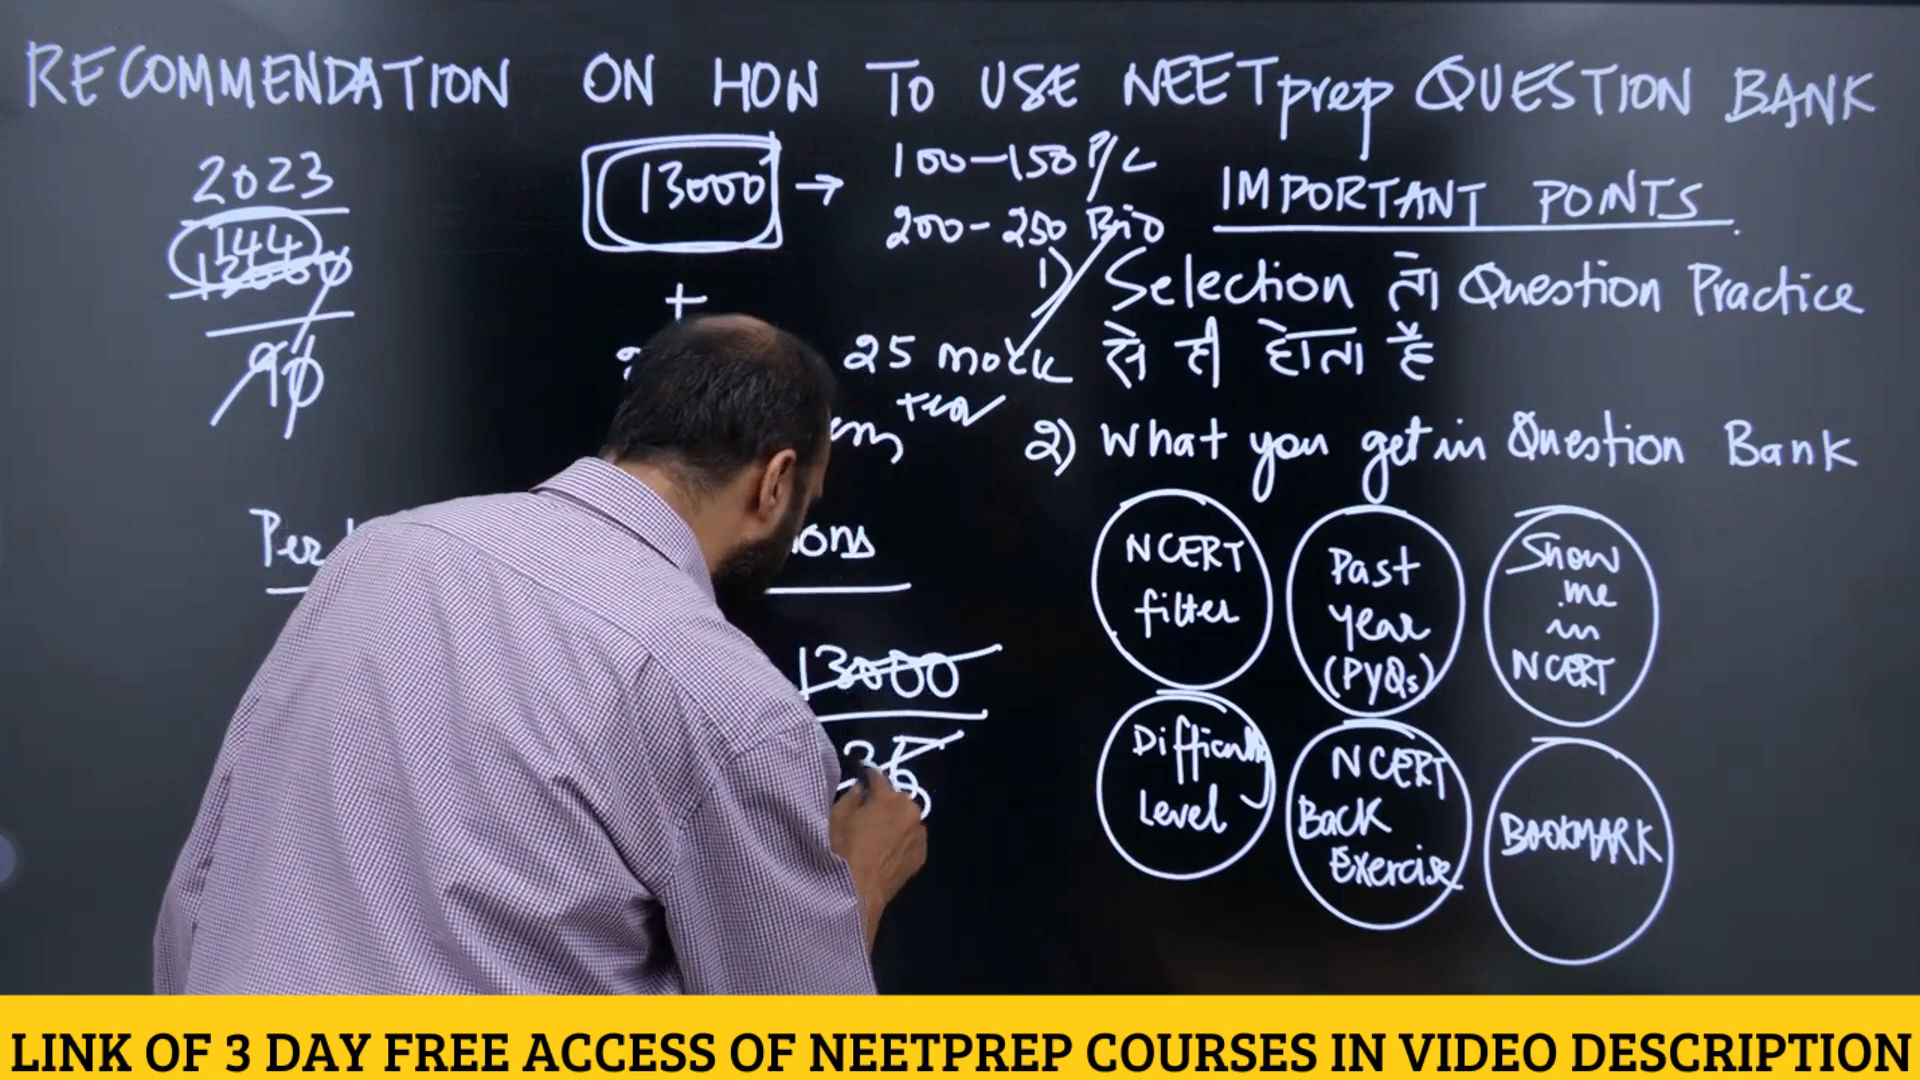 RECOMMENDATION ON HOW TO USE NEETprep QUESTION BANK
2023
144
13000
90
13000 → 100-150 P/C
200-250 Bio
+
25 mock
IMPORTANT POINTS
1) Selection तो Question Practice
से ही होता है
2) What you get in Question Bank
NCERT
filter
Past
year
(PYQs)
Show
me
in
NCERT
Difficulty
Level
NCERT
Back
Exercise
BOOKMARK
13000
LINK OF 3 DAY FREE ACCESS OF NEETPREP COURSES IN VIDEO DESCRIPTION